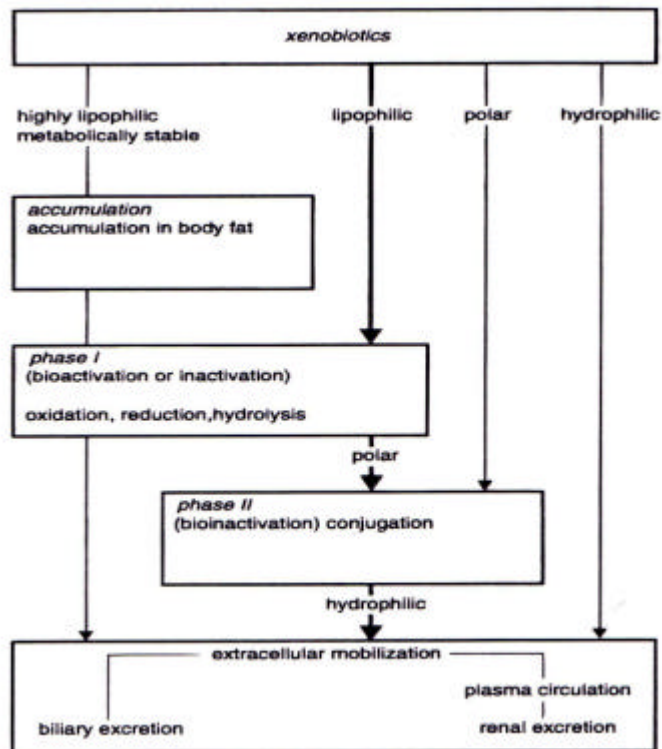 xenobiotics
highly lipophilic
metabolically stable
lipophilic
polar
hydrophilic
accumulation
accumulation in body fat
phase I
(bioactivation or inactivation)
oxidation, reduction,hydrolysis
polar
phase II
(bioinactivation) conjugation
hydrophilic
extracellular mobilization
plasma circulation
biliary excretion
renal excretion